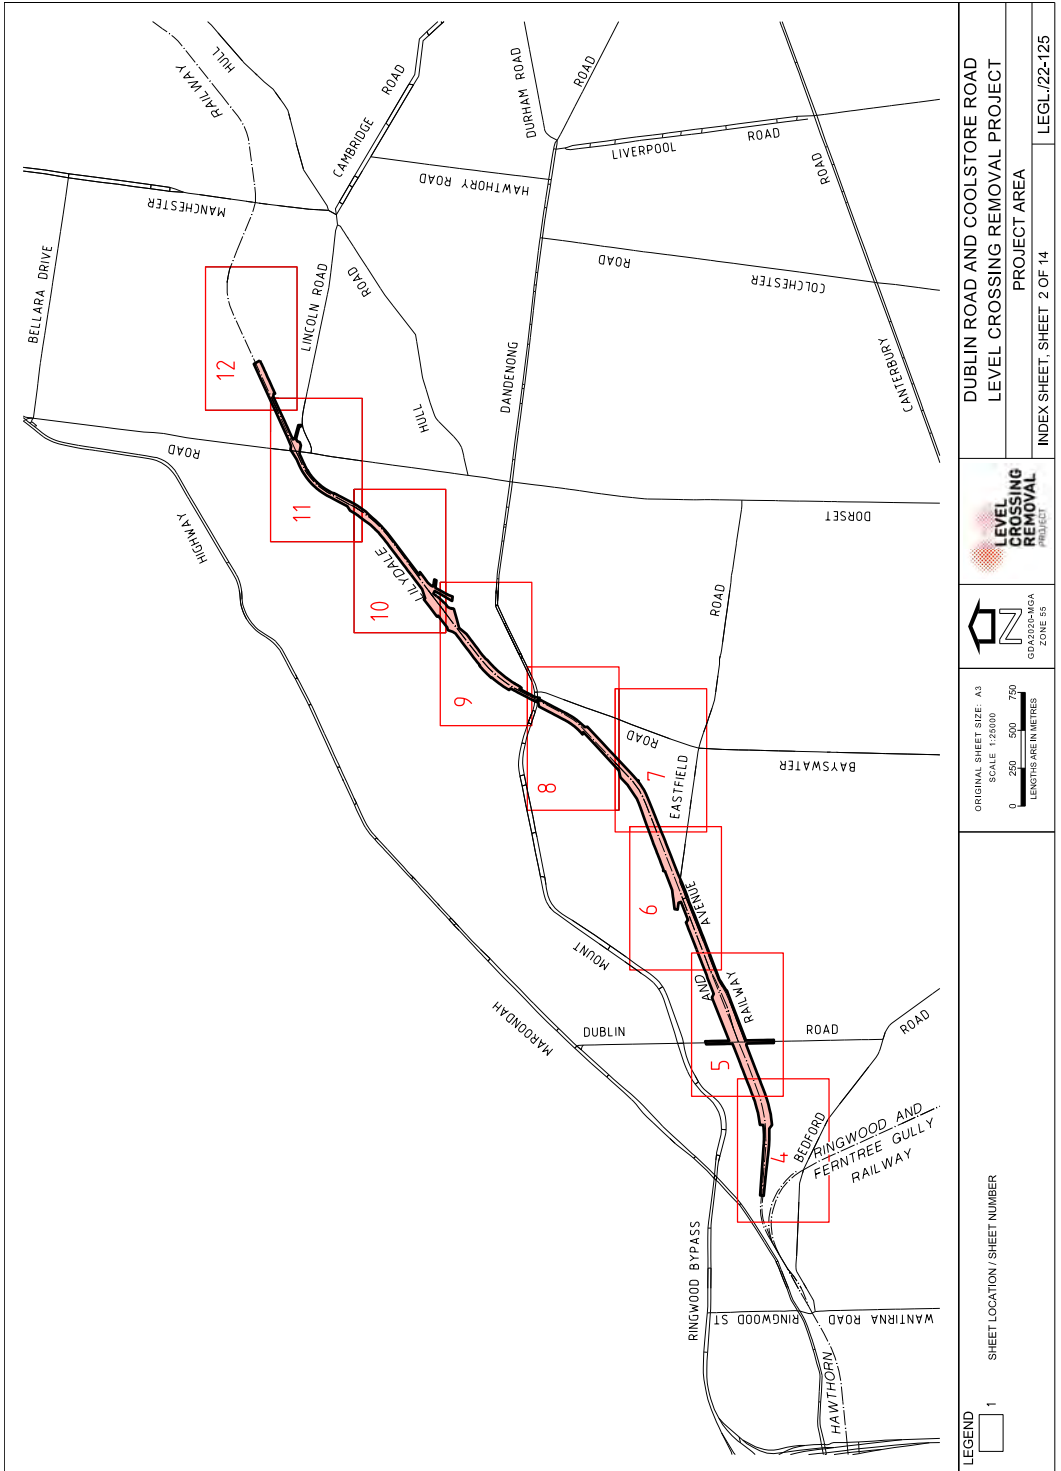 HULL
RAILWAY
CAMBRIDGE
ROAD
DURHAM ROAD
ROAD
LIVERPOOL
ROAD
HAWTHORY ROAD
MANCHESTER
ROAD
BELLARA DRIVE
LINCOLN ROAD
ROAD
ROAD
COLCHESTER
CANTERBURY
DANDENONG
HULL
12
ROAD
HIGHWAY
11
DORSET
LILYDALE
10
ROAD
9
8
ROAD
7
EASTFIELD
BAYSWATER
6
AVENUE
MOUNT
AND
RAILWAY
MAROONDAH
DUBLIN
ROAD
ROAD
5
4
BEDFORD
RINGWOOD AND
FERNTREE GULLY
RAILWAY
RINGWOOD BYPASS
RINGWOOD ST
WANTIRNA ROAD
HAWTHORN
LEGEND
1
SHEET LOCATION / SHEET NUMBER
ORIGINAL SHEET SIZE: A3
SCALE 1:25000
0 250 500 750
LENGTHS ARE IN METRES
N
GDA2020-MGA
ZONE 55
LEVEL
CROSSING
REMOVAL
PROJECT
DUBLIN ROAD AND COOLSTORE ROAD
LEVEL CROSSING REMOVAL PROJECT
PROJECT AREA
INDEX SHEET, SHEET 2 OF 14
LEGL./22-125